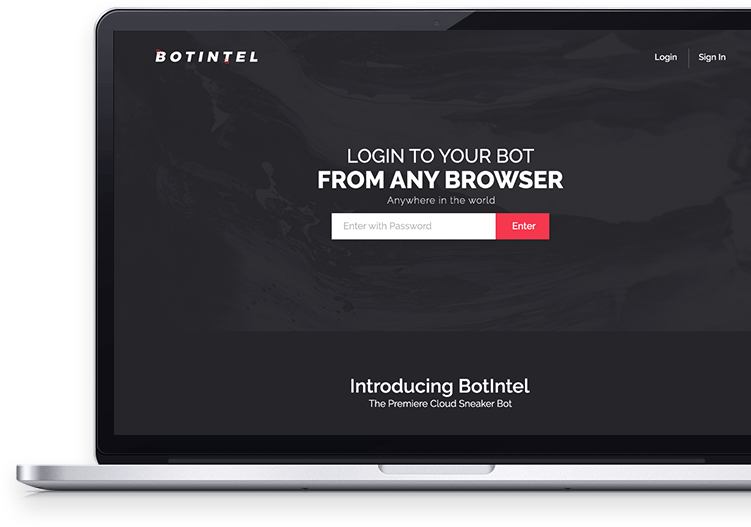 BOTINTEL
Login
Sign In
LOGIN TO YOUR BOT
FROM ANY BROWSER
Anywhere in the world
Enter with Password
Enter
Introducing BotIntel
The Premiere Cloud Sneaker Bot